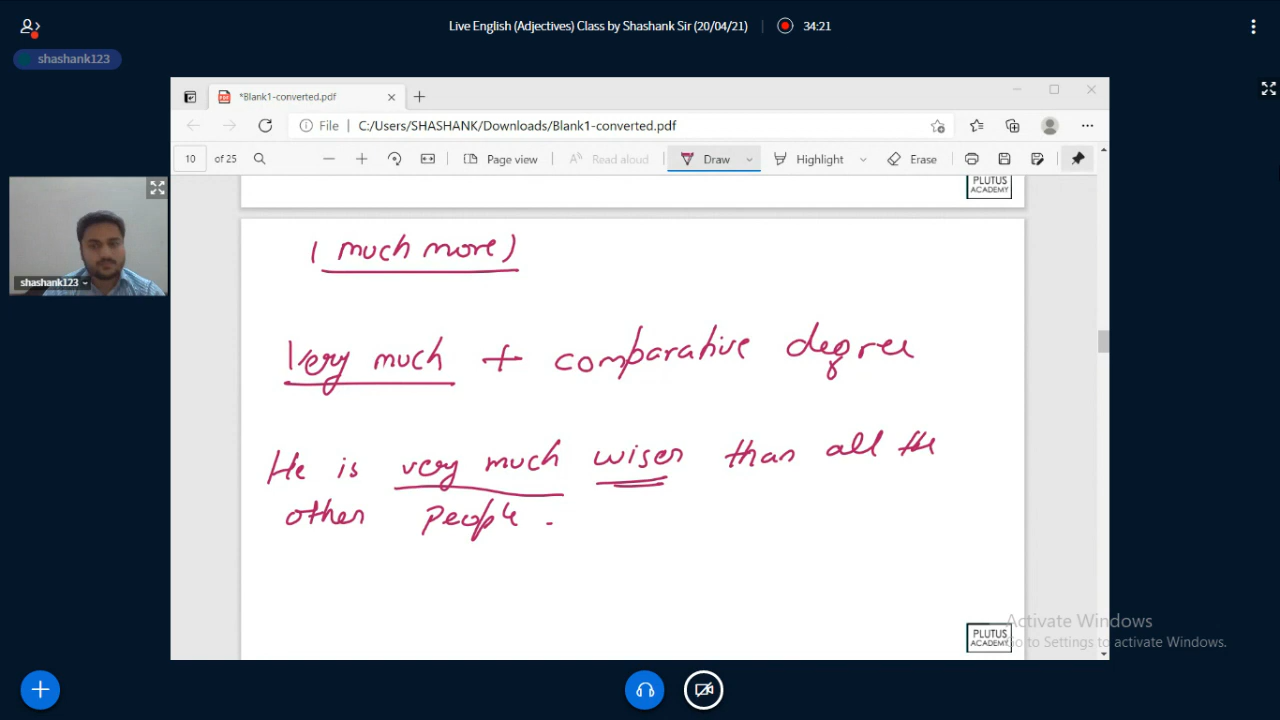 Live English (Adjectives) Class by Shashank Sir (20/04/21)
34:21
shashank123
*Blank1-converted.pdf
File
C:/Users/SHASHANK/Downloads/Blank1-converted.pdf
10 of 25
Page view
Read aloud
Draw
Highlight
Erase
PLUTUS
ACADEMY
shashank123
(much more)
Very much + comparative degree
He is very much wiser than all the
other people.
Activate Windows
Go to Settings to activate Windows.
PLUTUS
ACADEMY